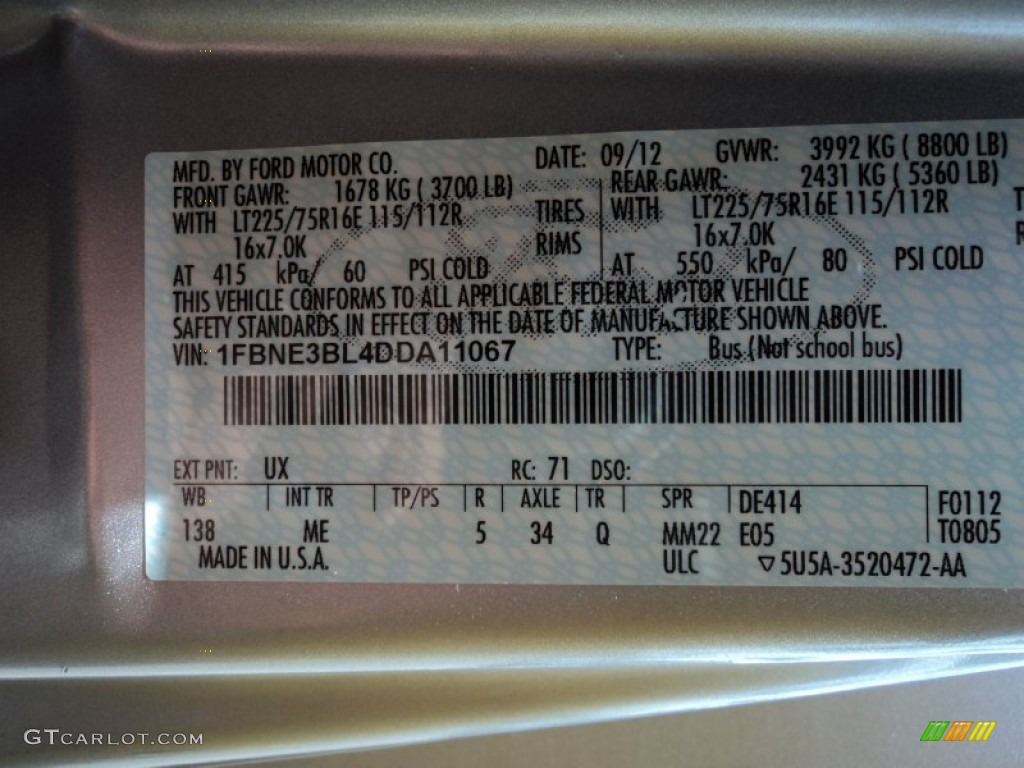 MFD. BY FORD MOTOR CO. DATE: 09/12 GVWR: 3992 KG ( 8800 LB)
FRONT GAWR: 1678 KG ( 3700 LB) REAR GAWR: 2431 KG ( 5360 LB)
WITH LT225/75R16E 115/112R TIRES WITH LT225/75R16E 115/112R
16x7.0K RIMS 16x7.0K
AT 415 kPa/ 60 PSI COLD AT 550 kPa/ 80 PSI COLD
THIS VEHICLE CONFORMS TO ALL APPLICABLE FEDERAL MOTOR VEHICLE
SAFETY STANDARDS IN EFFECT ON THE DATE OF MANUFACTURE SHOWN ABOVE.
VIN: 1FBNE3BL4DDA11067 TYPE: Bus (Not school bus)
EXT PNT: UX RC: 71 DSO:
WB INT TR TP/PS R AXLE TR SPR DE414 F0112
138 ME 5 34 Q MM22 E05 T0805
MADE IN U.S.A. ULC ▽5U5A-3520472-AA
GTCARLOT.COM